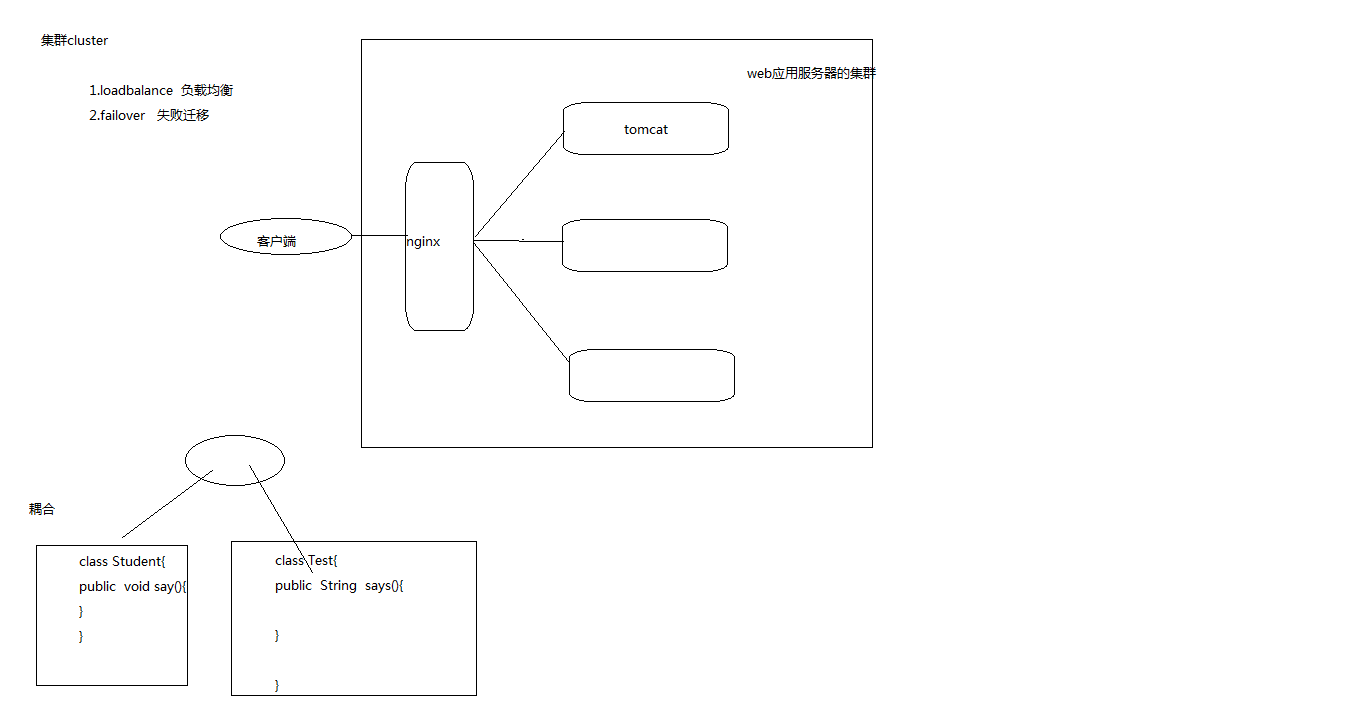 集群cluster
web应用服务器的集群
1.loadbalance 负载均衡
2.failover 失败迁移
tomcat
客户端
nginx
耦合
class Student{
public void say(){
}
}
class Test{
public String says(){
}
}